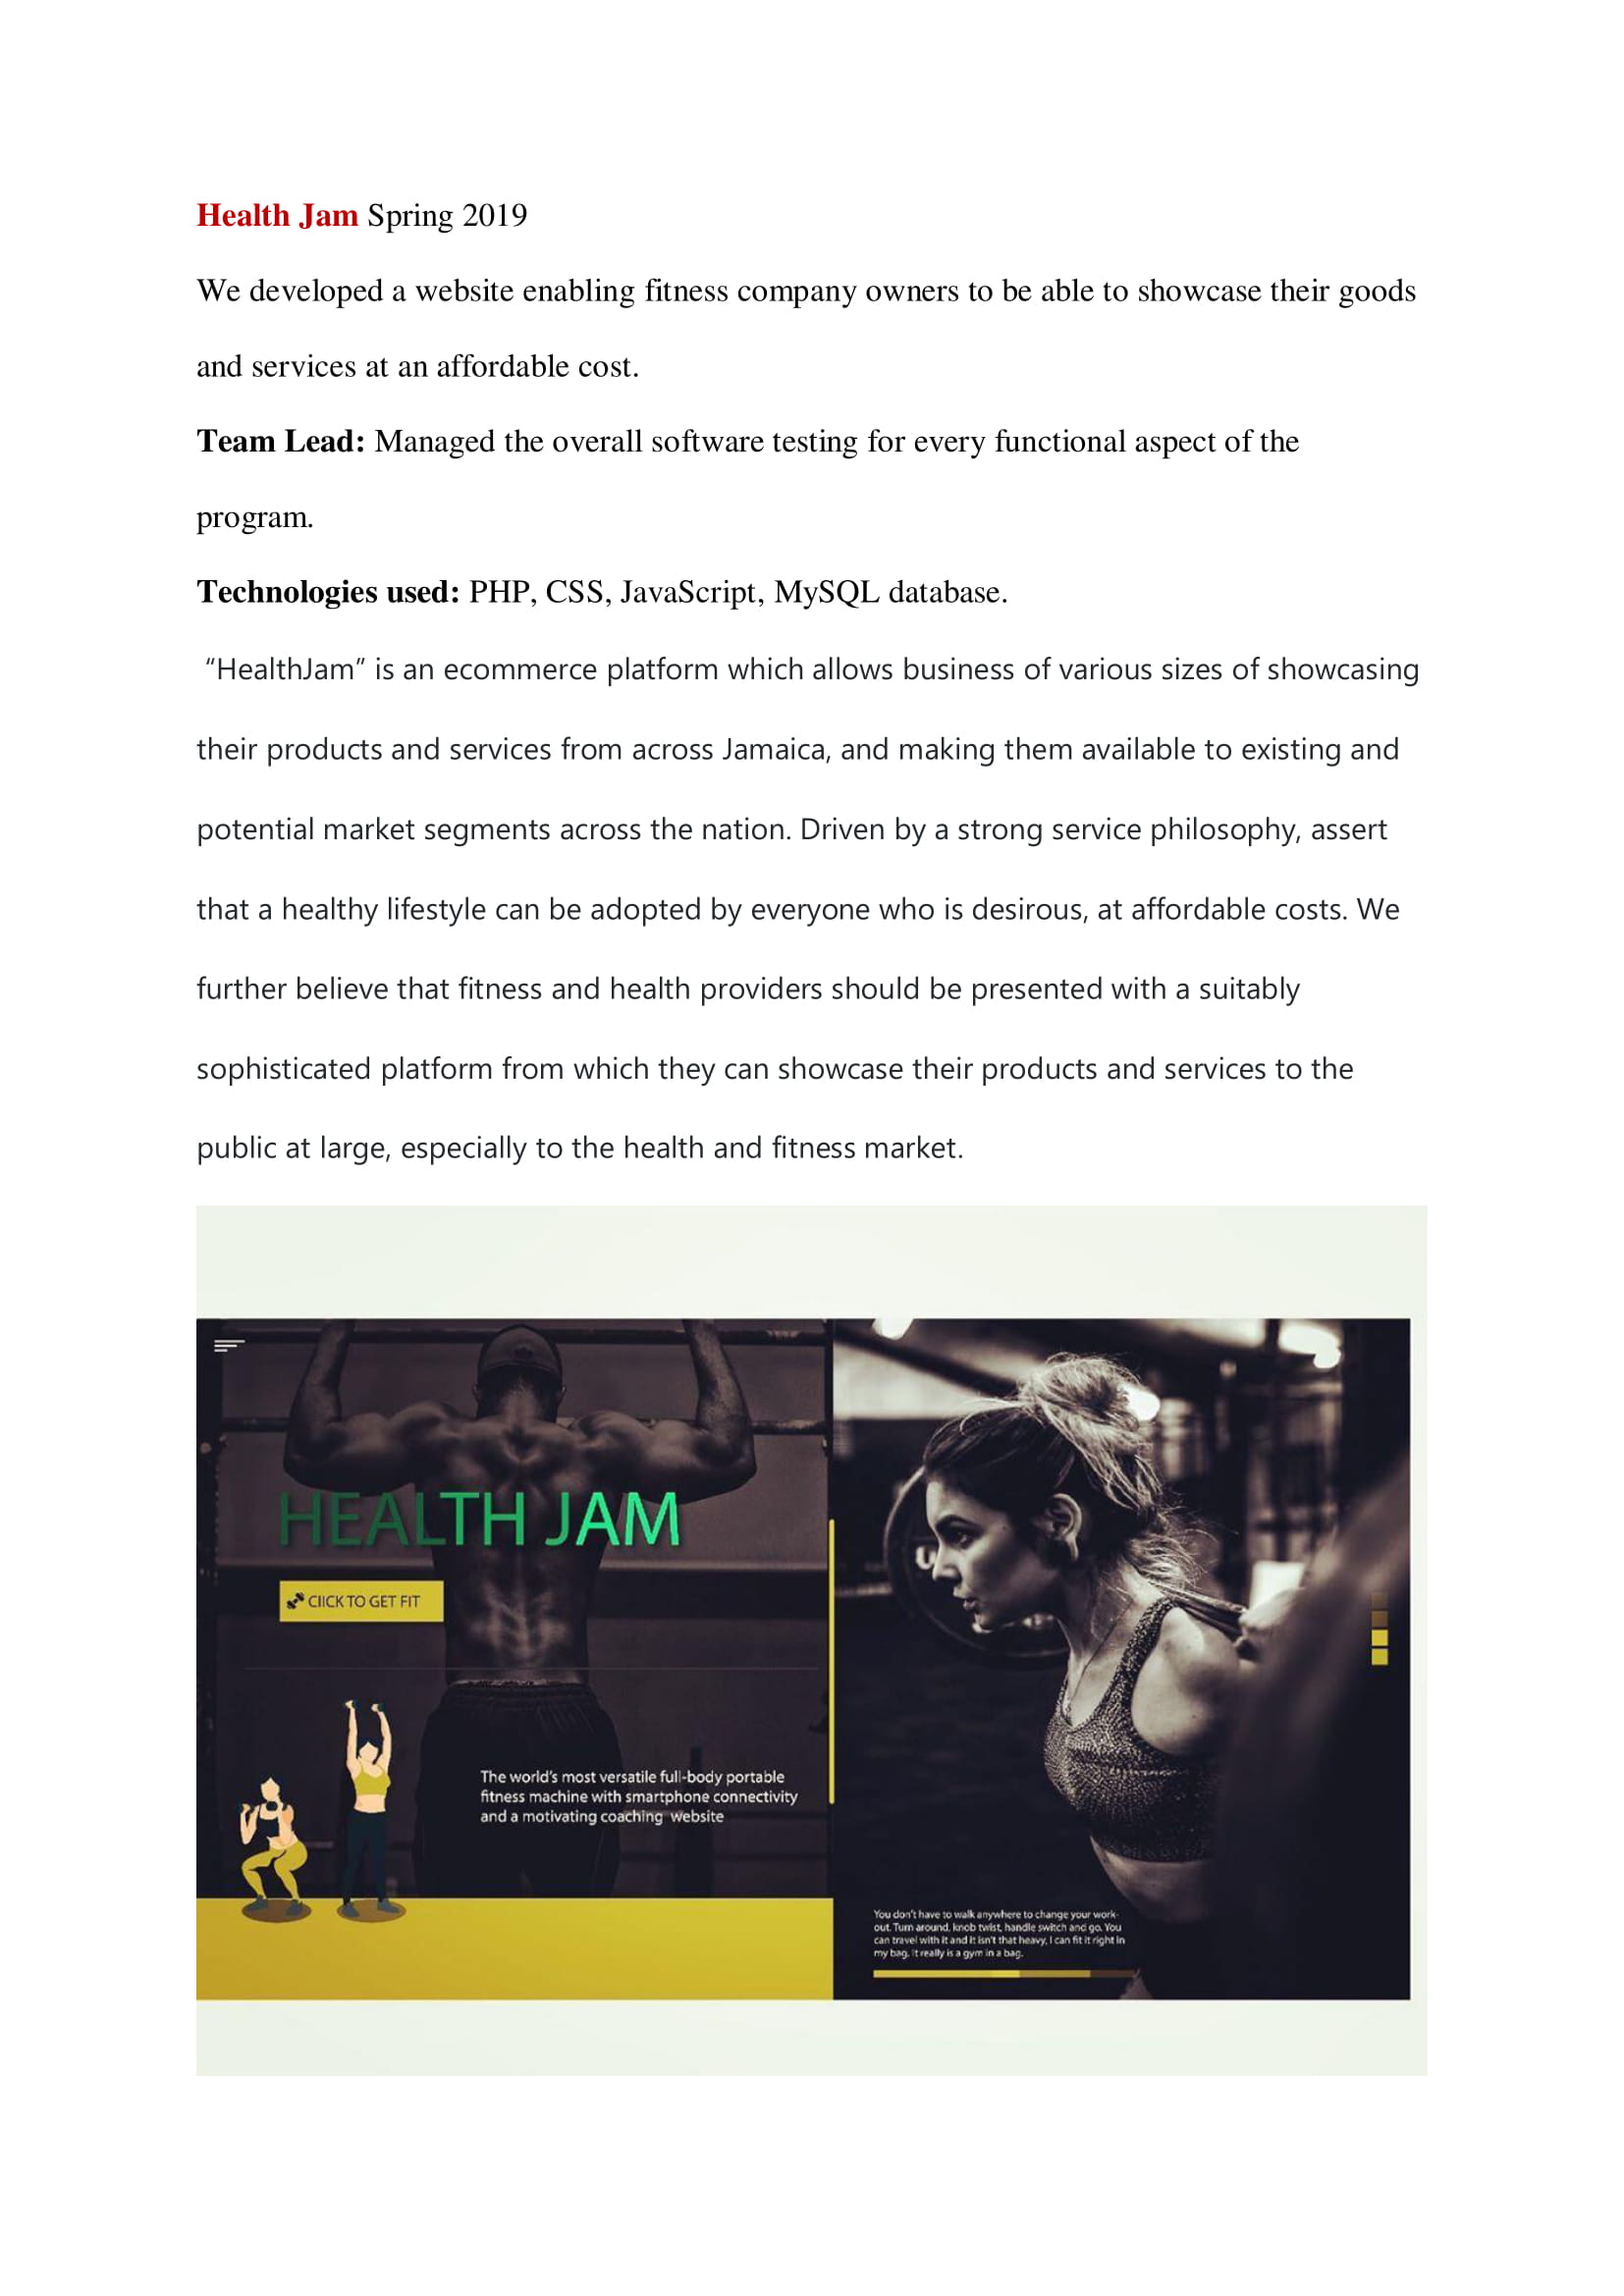 Health Jam Spring 2019
We developed a website enabling fitness company owners to be able to showcase their goods
and services at an affordable cost.
Team Lead: Managed the overall software testing for every functional aspect of the
program.
Technologies used: PHP, CSS, JavaScript, MySQL database.
“HealthJam” is an ecommerce platform which allows business of various sizes of showcasing
their products and services from across Jamaica, and making them available to existing and
potential market segments across the nation. Driven by a strong service philosophy, assert
that a healthy lifestyle can be adopted by everyone who is desirous, at affordable costs. We
further believe that fitness and health providers should be presented with a suitably
sophisticated platform from which they can showcase their products and services to the
public at large, especially to the health and fitness market.
HEALTH JAM
ClICK TO GET FIT
The world’s most versatile full-body portable
fitness machine with smartphone connectivity
and a motivating coaching website
You don’t have to walk anywhere to change your work-
out. Turn around, knob twist, handle switch and go. You
can travel with it and it isn’t that heavy, I can fit it right in
my bag. It really is a gym in a bag.